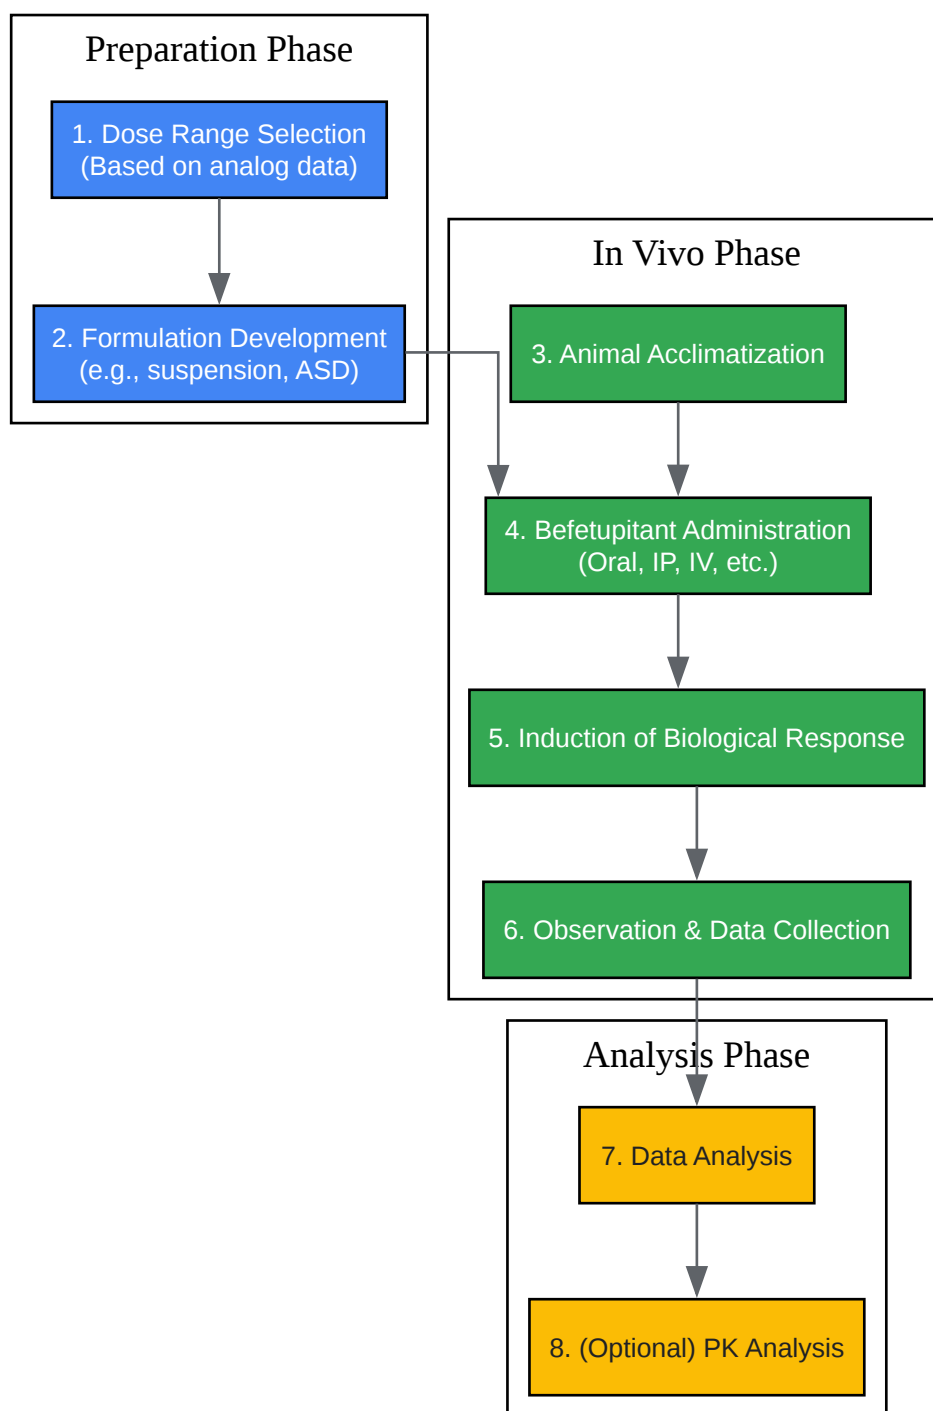 Preparation Phase
1. Dose Range Selection
(Based on analog data)
2. Formulation Development
(e.g., suspension, ASD)
In Vivo Phase
3. Animal Acclimatization
4. Befetupitant Administration
(Oral, IP, IV, etc.)
5. Induction of Biological Response
6. Observation & Data Collection
Analysis Phase
7. Data Analysis
8. (Optional) PK Analysis